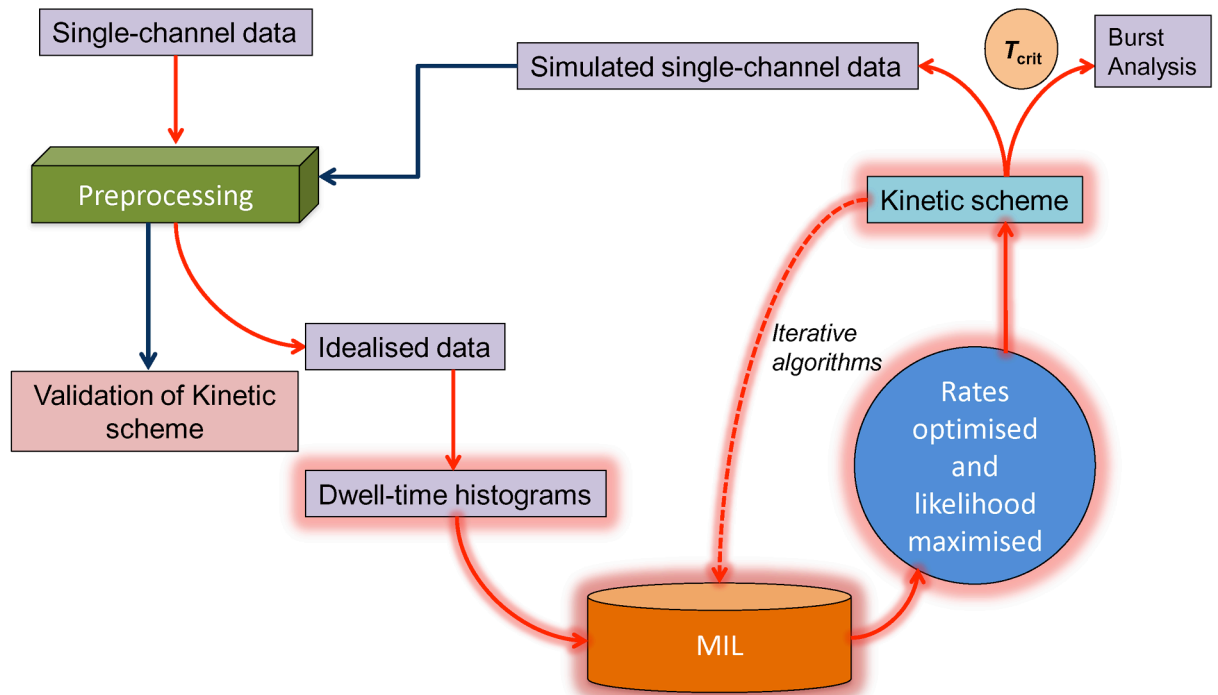 Single-channel data
Simulated single-channel data
Tcrit
Burst
Analysis
Preprocessing
Kinetic scheme
Idealised data
Iterative
algorithms
Validation of Kinetic
scheme
Rates
optimised
and
likelihood
maximised
Dwell-time histograms
MIL